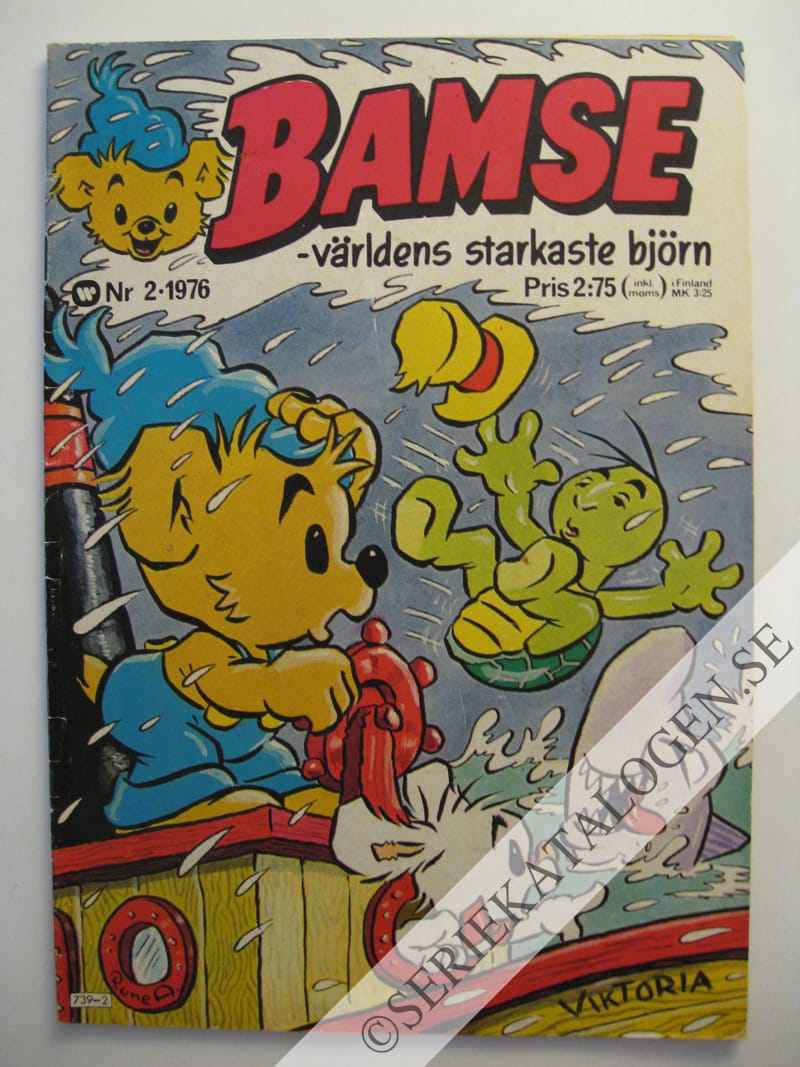 BAMSE
-världens starkaste björn
Nr 2·1976
Pris 2:75 (inkl. moms) i Finland MK 3:25
Rune A.
739-2
VIKTORIA
© SERIEKATALOGEN.SE